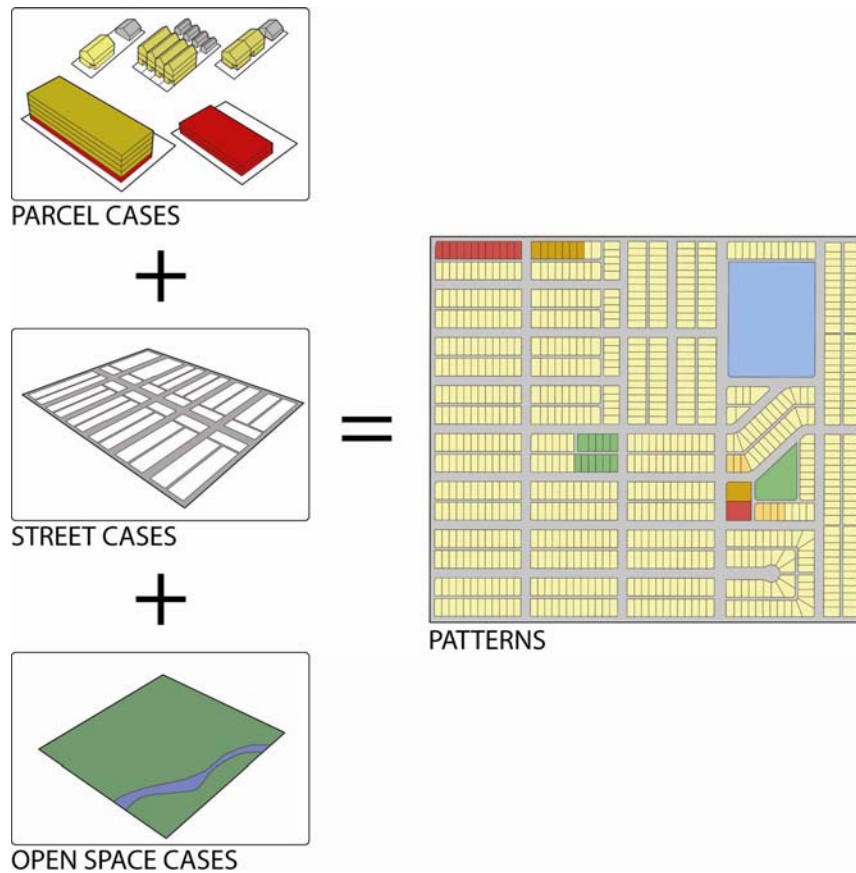 PARCEL CASES
+
STREET CASES
=
PATTERNS
+
OPEN SPACE CASES